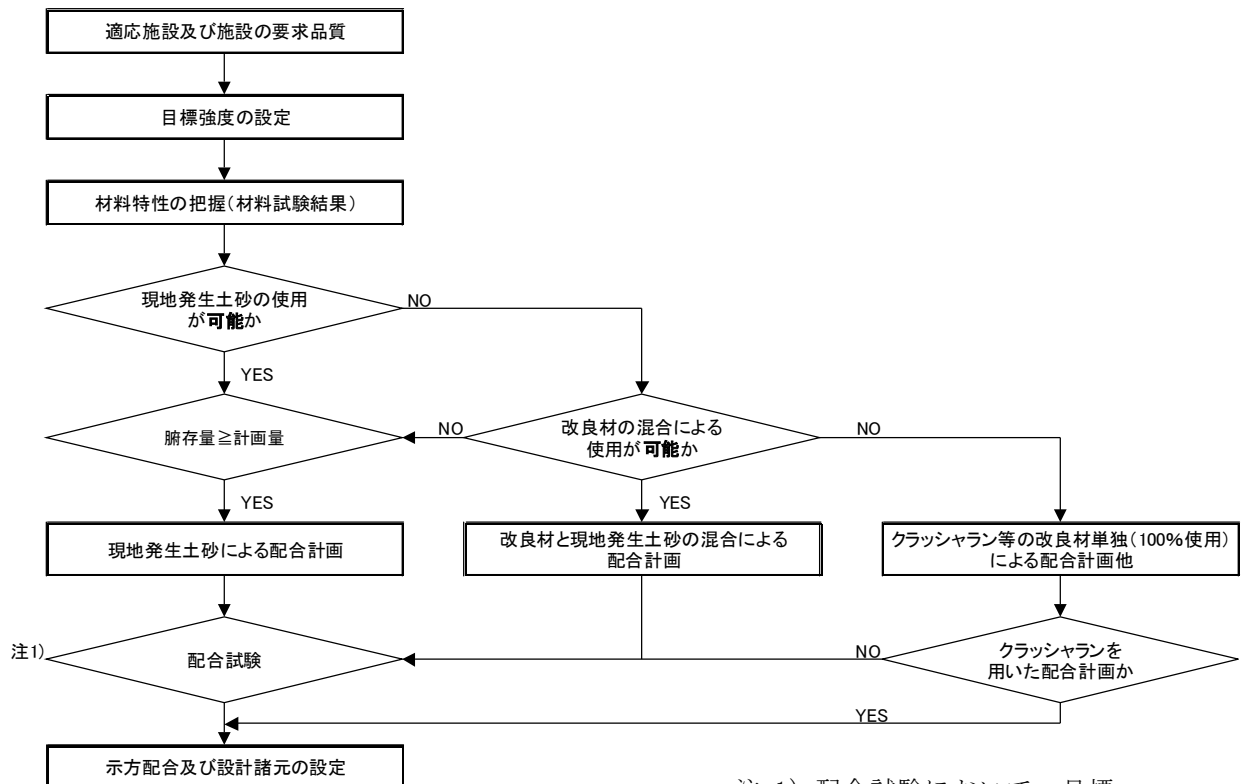 適応施設及び施設の要求品質
目標強度の設定
材料特性の把握(材料試験結果)
現地発生土砂の使用
が可能か
NO
YES
腑存量≧計画量
NO
改良材の混合による
使用が可能か
NO
YES
YES
現地発生土砂による配合計画
改良材と現地発生土砂の混合による
配合計画
クラッシャラン等の改良材単独(100%使用)
による配合計画他
注1)
配合試験
NO
クラッシャランを
用いた配合計画か
YES
示方配合及び設計諸元の設定